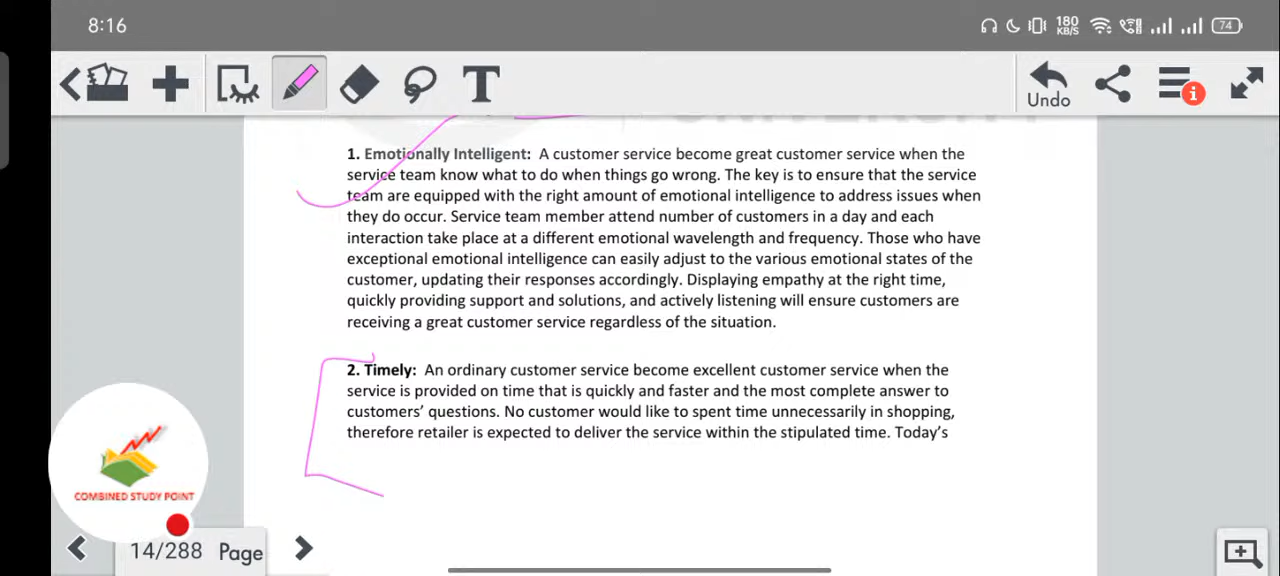 8:16
180
KB/S
74
T
Undo
i
1. Emotionally Intelligent: A customer service become great customer service when the
service team know what to do when things go wrong. The key is to ensure that the service
team are equipped with the right amount of emotional intelligence to address issues when
they do occur. Service team member attend number of customers in a day and each
interaction take place at a different emotional wavelength and frequency. Those who have
exceptional emotional intelligence can easily adjust to the various emotional states of the
customer, updating their responses accordingly. Displaying empathy at the right time,
quickly providing support and solutions, and actively listening will ensure customers are
receiving a great customer service regardless of the situation.
2. Timely: An ordinary customer service become excellent customer service when the
service is provided on time that is quickly and faster and the most complete answer to
customers' questions. No customer would like to spent time unnecessarily in shopping,
therefore retailer is expected to deliver the service within the stipulated time. Today's
COMBINED STUDY POINT
14/288 Page